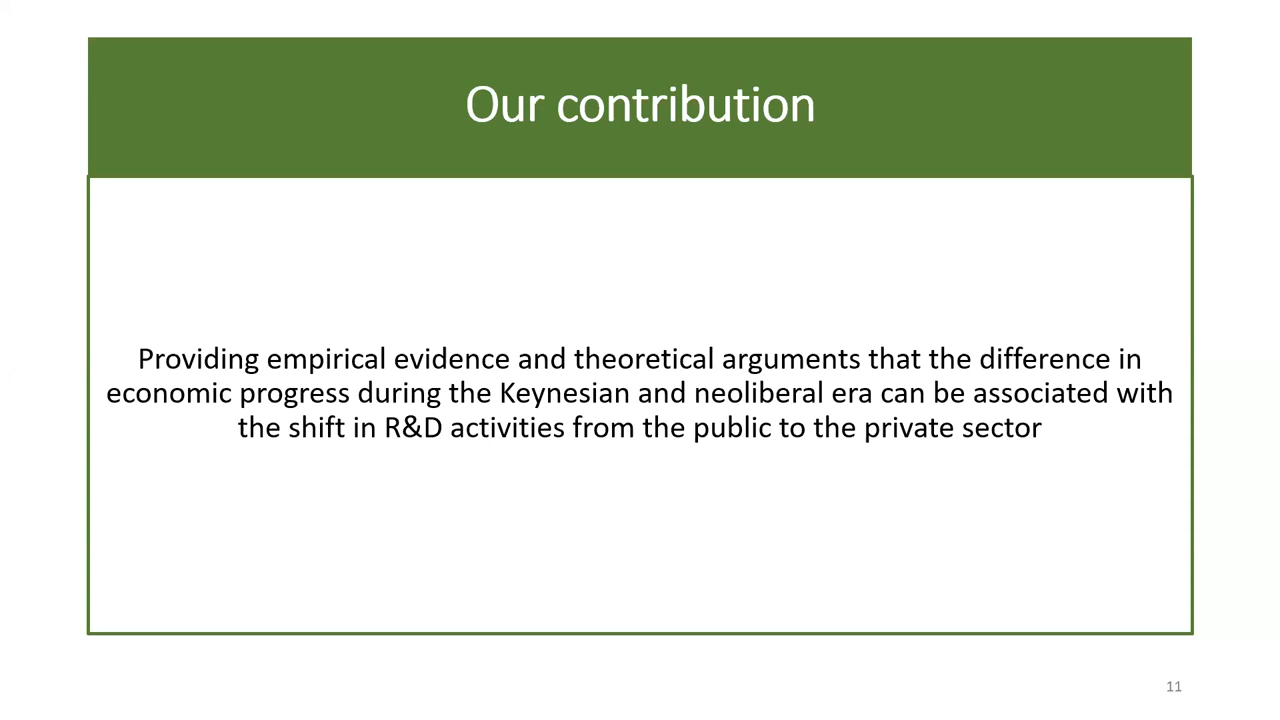 Our contribution
Providing empirical evidence and theoretical arguments that the difference in
economic progress during the Keynesian and neoliberal era can be associated with
the shift in R&D activities from the public to the private sector
11